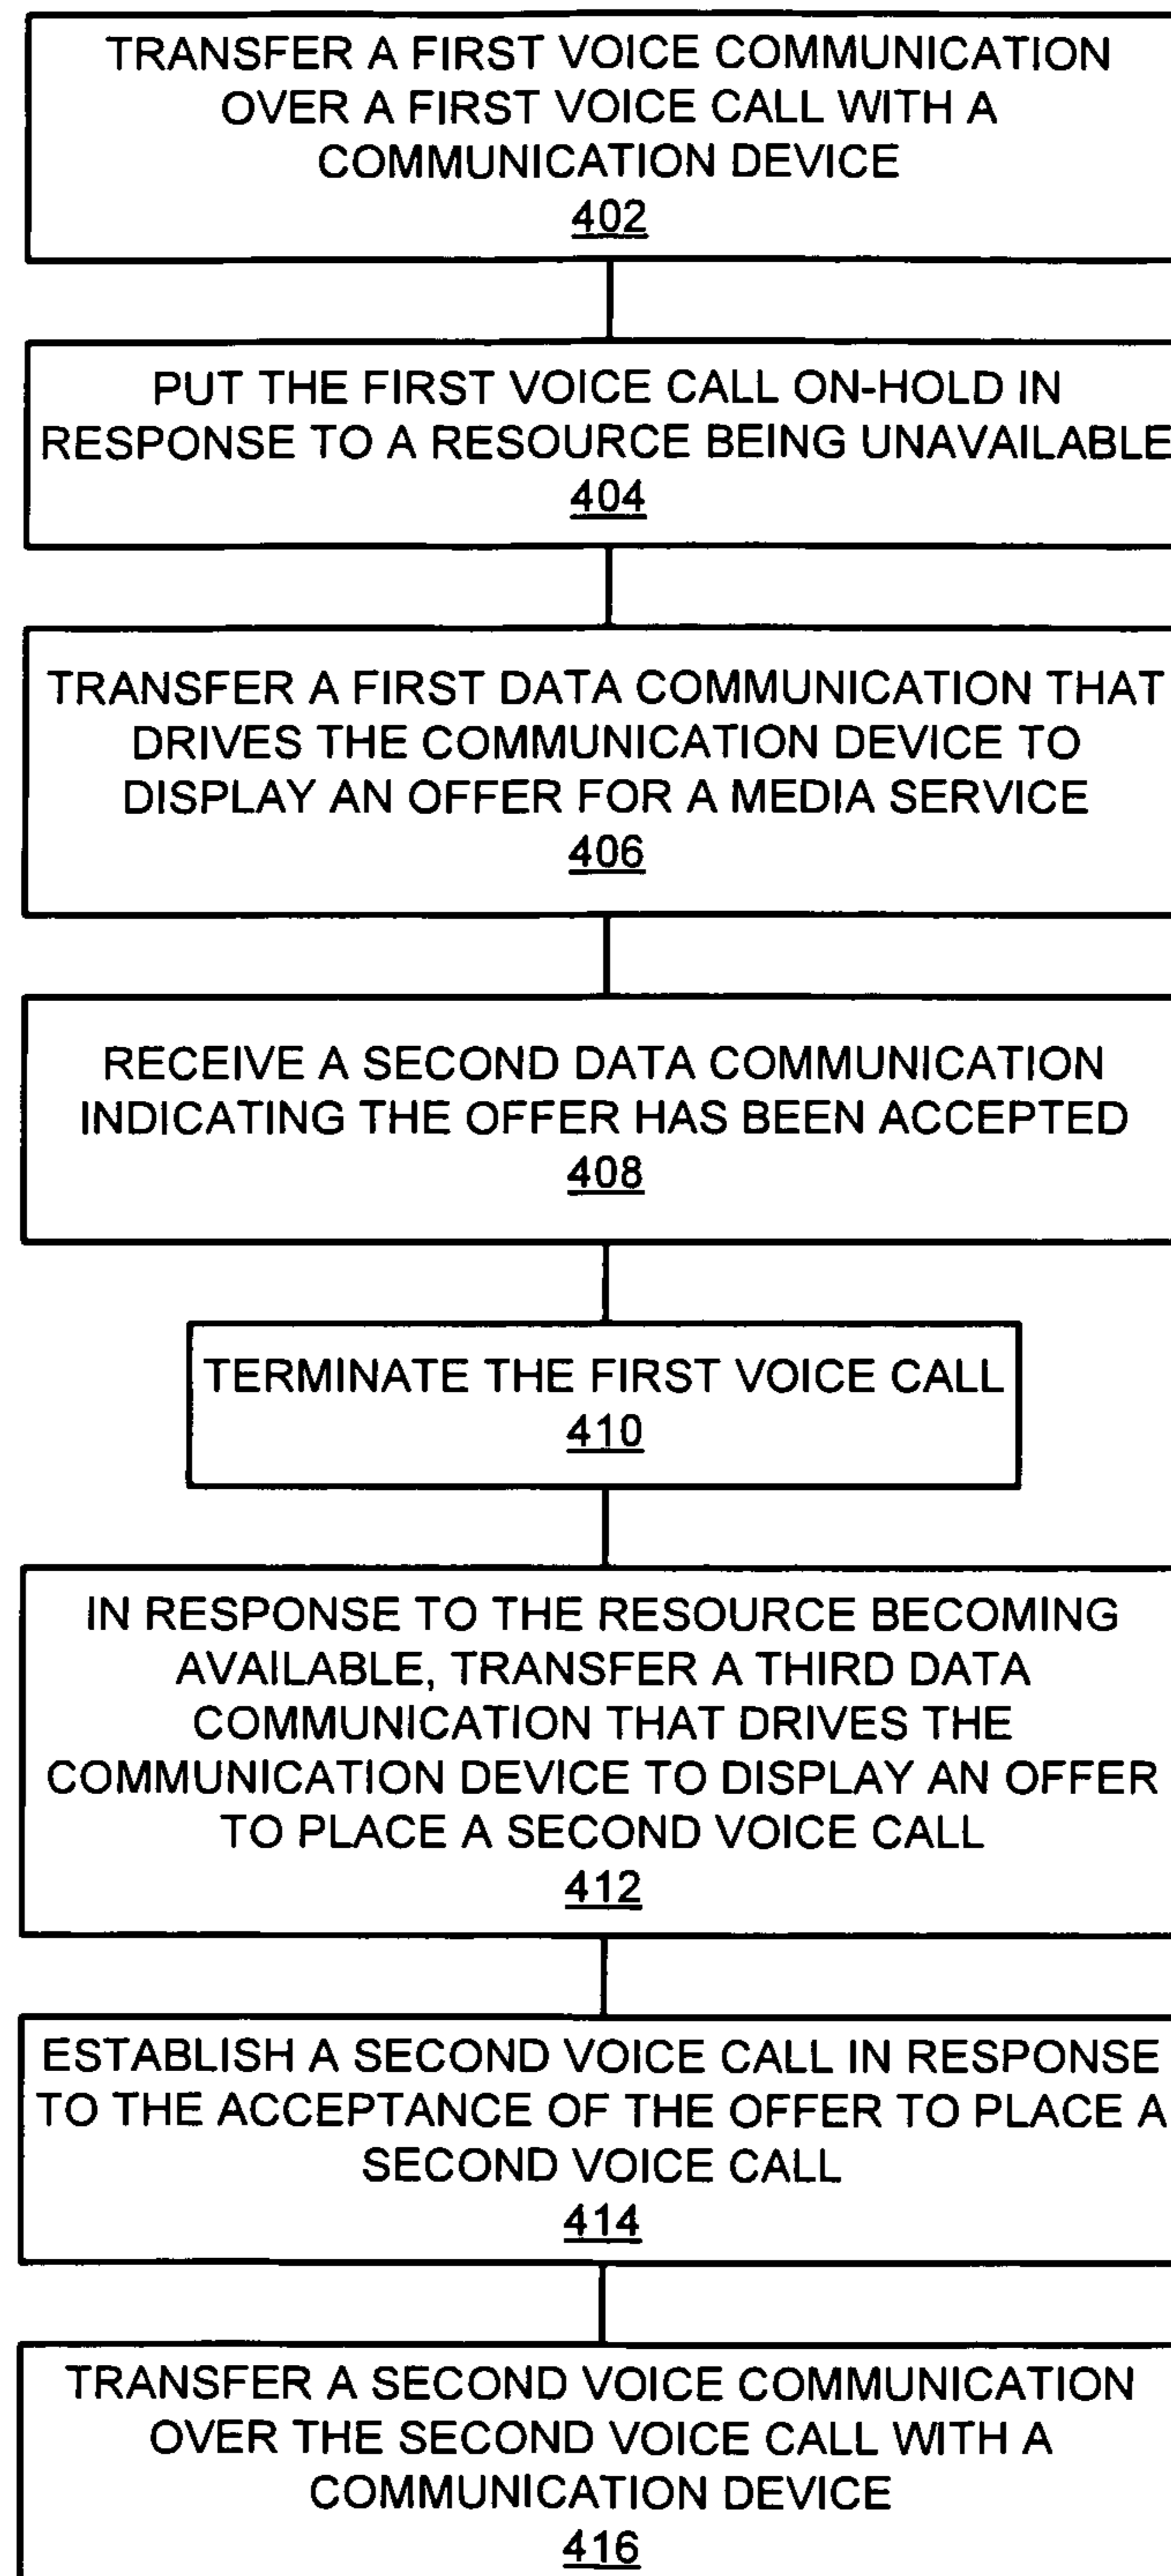 TRANSFER A FIRST VOICE COMMUNICATION
OVER A FIRST VOICE CALL WITH A
COMMUNICATION DEVICE
402
PUT THE FIRST VOICE CALL ON-HOLD IN
RESPONSE TO A RESOURCE BEING UNAVAILABLE
404
TRANSFER A FIRST DATA COMMUNICATION THAT
DRIVES THE COMMUNICATION DEVICE TO
DISPLAY AN OFFER FOR A MEDIA SERVICE
406
RECEIVE A SECOND DATA COMMUNICATION
INDICATING THE OFFER HAS BEEN ACCEPTED
408
TERMINATE THE FIRST VOICE CALL
410
IN RESPONSE TO THE RESOURCE BECOMING
AVAILABLE, TRANSFER A THIRD DATA
COMMUNICATION THAT DRIVES THE
COMMUNICATION DEVICE TO DISPLAY AN OFFER
TO PLACE A SECOND VOICE CALL
412
ESTABLISH A SECOND VOICE CALL IN RESPONSE
TO THE ACCEPTANCE OF THE OFFER TO PLACE A
SECOND VOICE CALL
414
TRANSFER A SECOND VOICE COMMUNICATION
OVER THE SECOND VOICE CALL WITH A
COMMUNICATION DEVICE
416